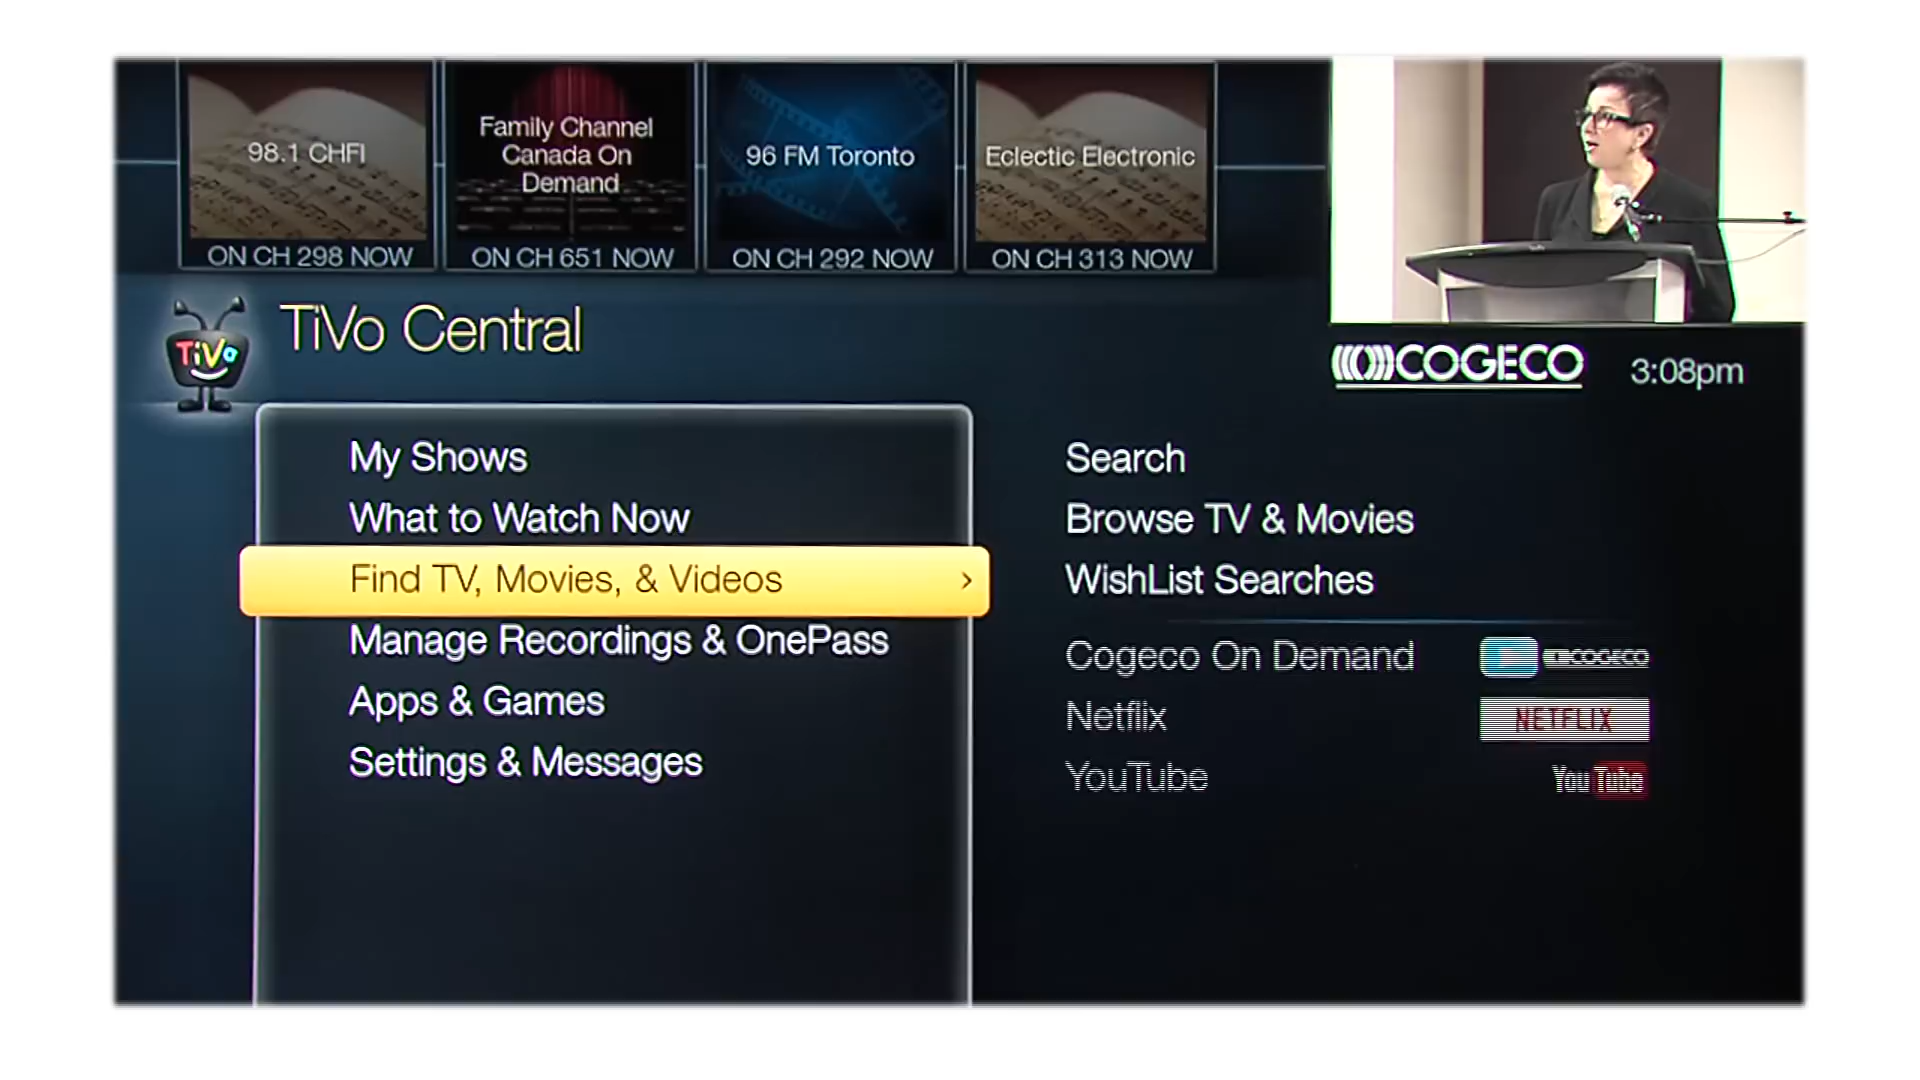 98.1 CHFI
ON CH 298 NOW
Family Channel
Canada On
Demand
ON CH 651 NOW
96 FM Toronto
ON CH 292 NOW
Eclectic Electronic
ON CH 313 NOW
TiVo
TiVo Central
COGECO
3:08pm
My Shows
What to Watch Now
Find TV, Movies, & Videos
Manage Recordings & OnePass
Apps & Games
Settings & Messages
Search
Browse TV & Movies
WishList Searches
Cogeco On Demand
COGECO
Netflix
NETFLIX
YouTube
YouTube